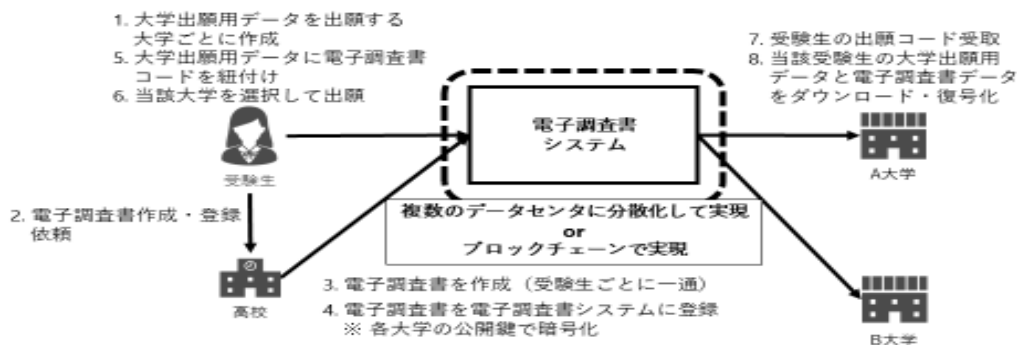 1. 大学出願用データを出願する
大学ごとに作成
5. 大学出願用データに電子調査書
コードを紐付け
6. 当該大学を選択して出願
受験生
2. 電子調査書作成・登録
依頼
高校
電子調査書
システム
複数のデータセンタに分散化して実現
or
ブロックチェーンで実現
3. 電子調査書を作成（受験生ごとに一通）
4. 電子調査書を電子調査書システムに登録
※ 各大学の公開鍵で暗号化
7. 受験生の出願コード受取
8. 当該受験生の大学出願用
データと電子調査書データ
をダウンロード・復号化
A大学
B大学